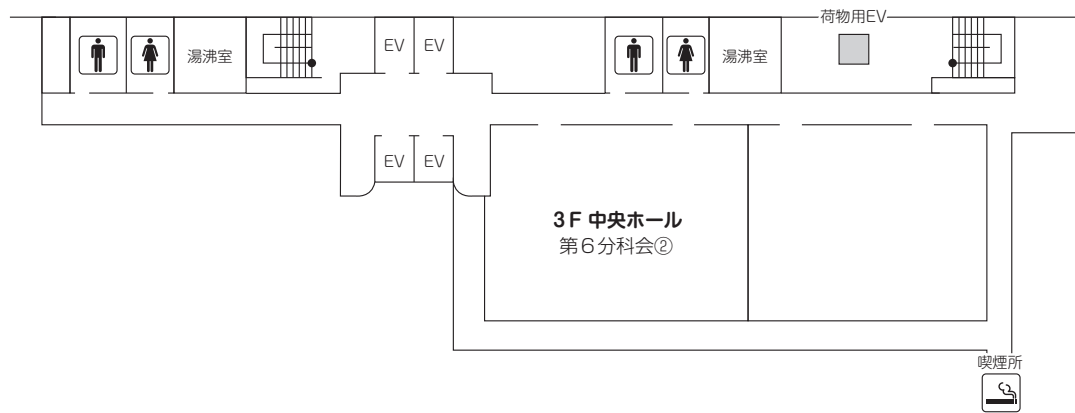 荷物用EV
湯沸室
EV EV
湯沸室
EV EV
3F 中央ホール
第6分科会②
喫煙所